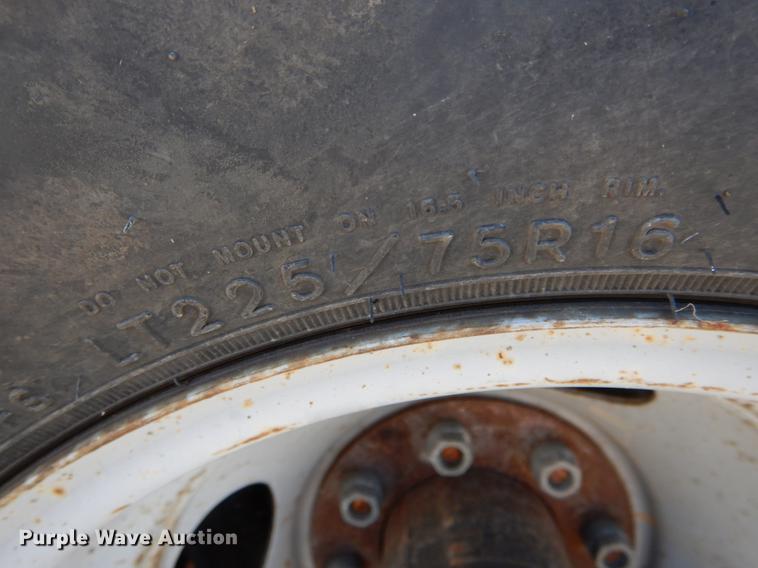 DO NOT MOUNT ON 16.5 INCH RIM.
LT225/75R16
Purple Wave Auction